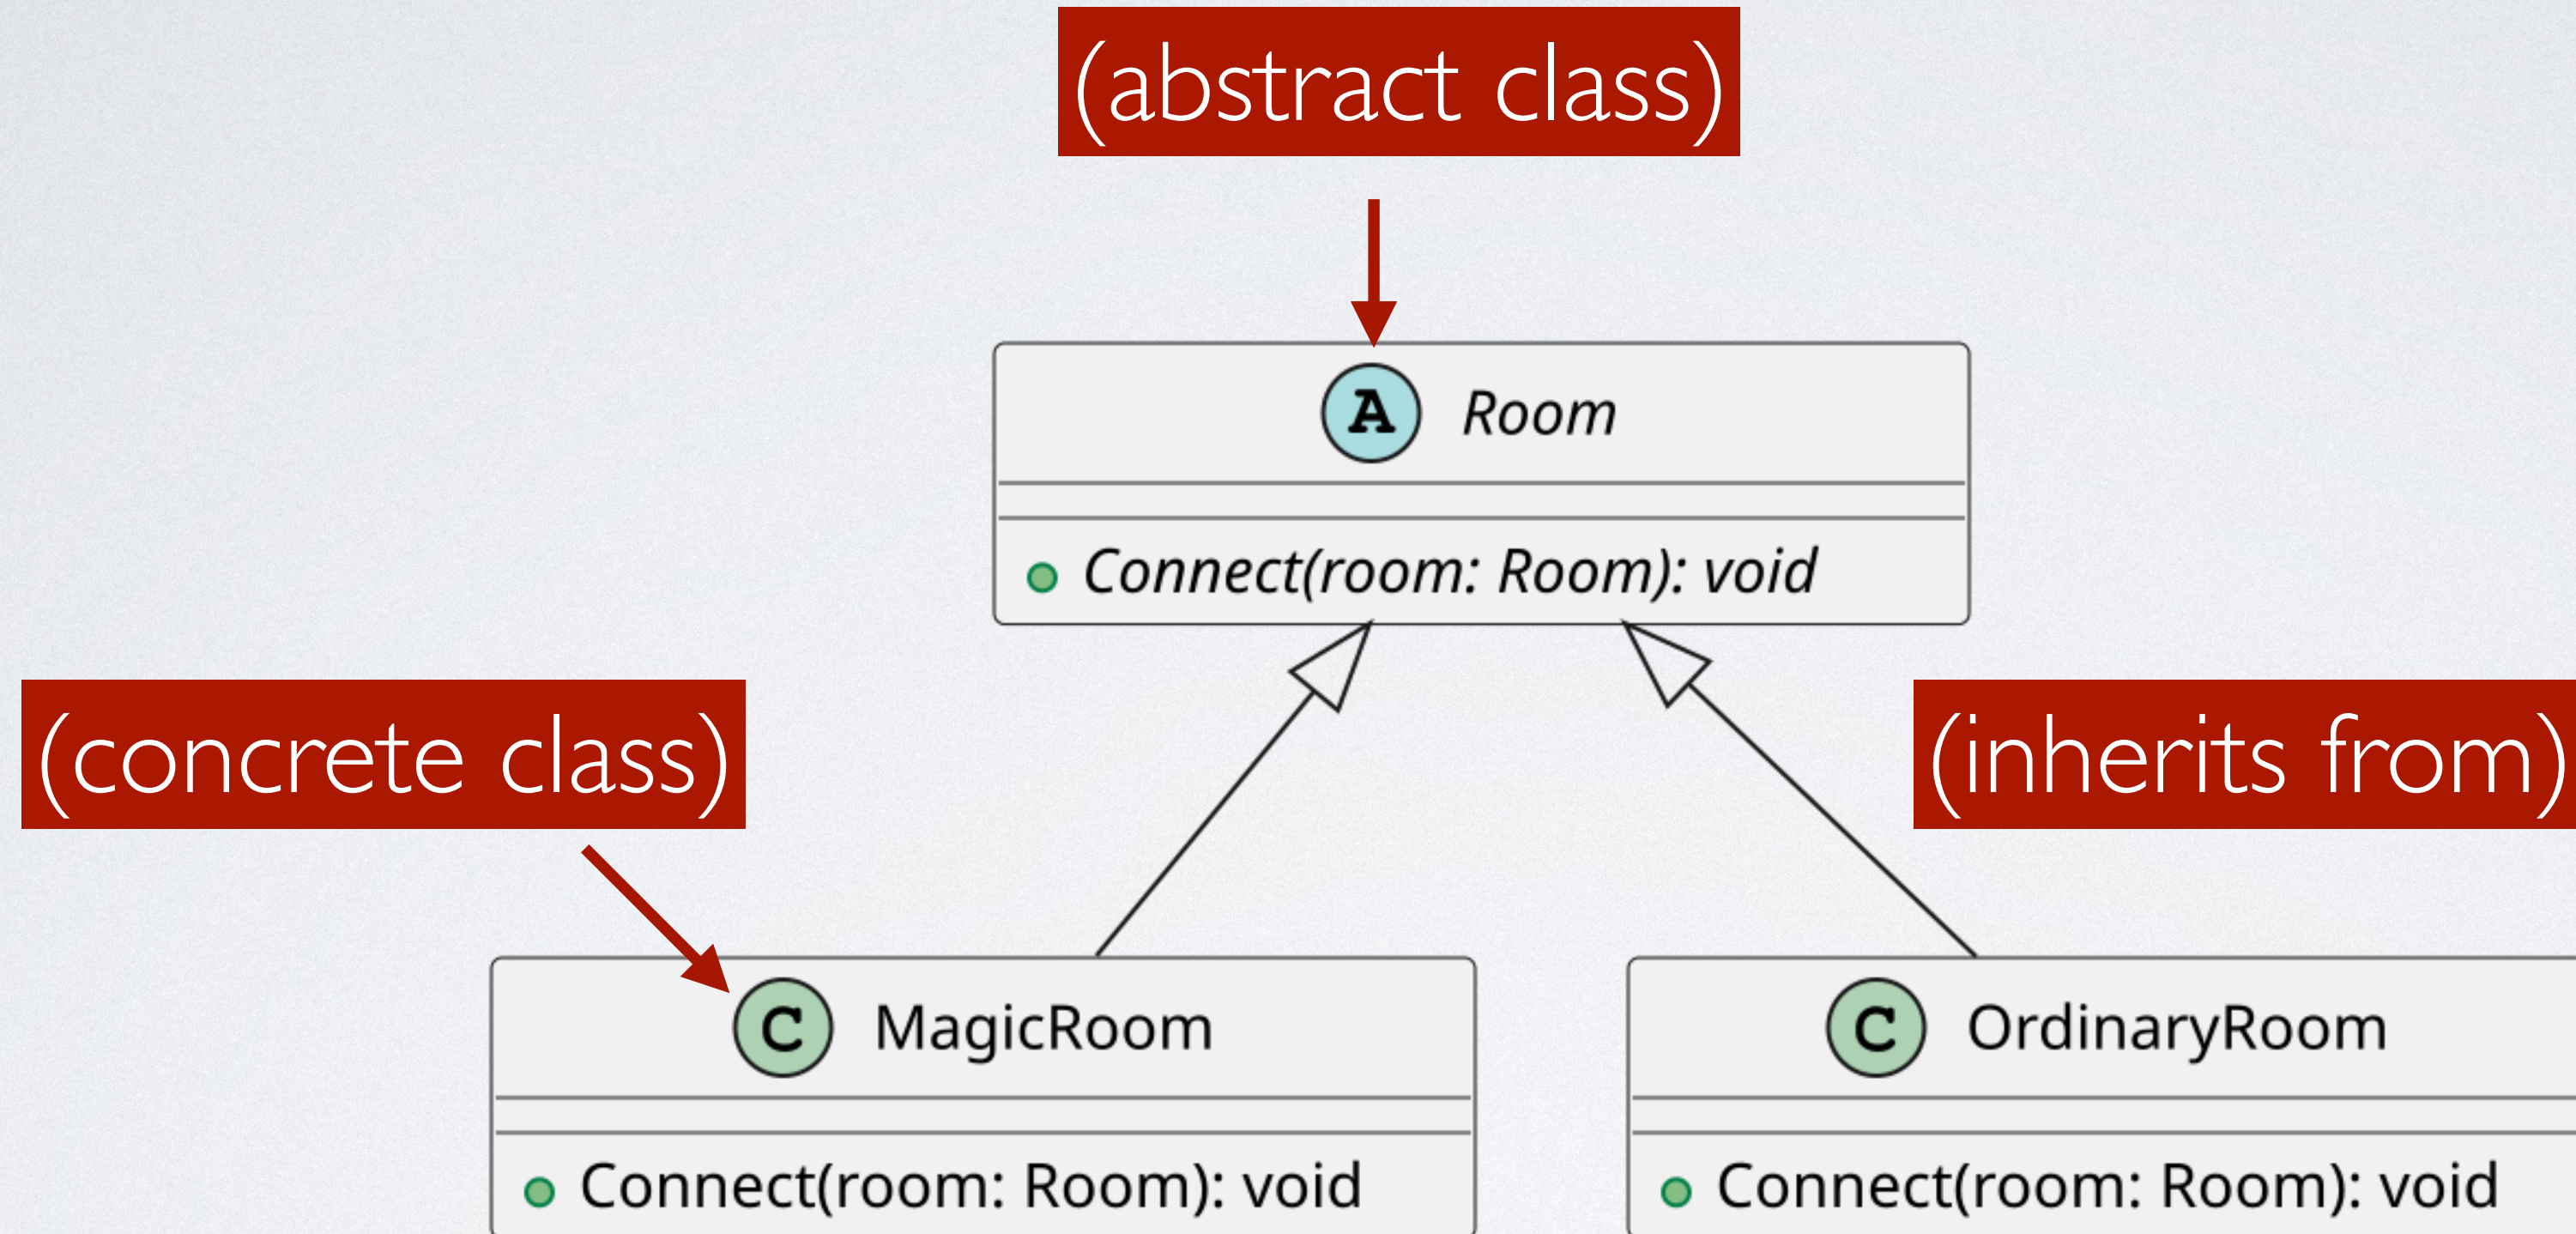 (abstract class)
A Room
Connect(room: Room): void
(concrete class)
(inherits from)
C MagicRoom
Connect(room: Room): void
C OrdinaryRoom
Connect(room: Room): void